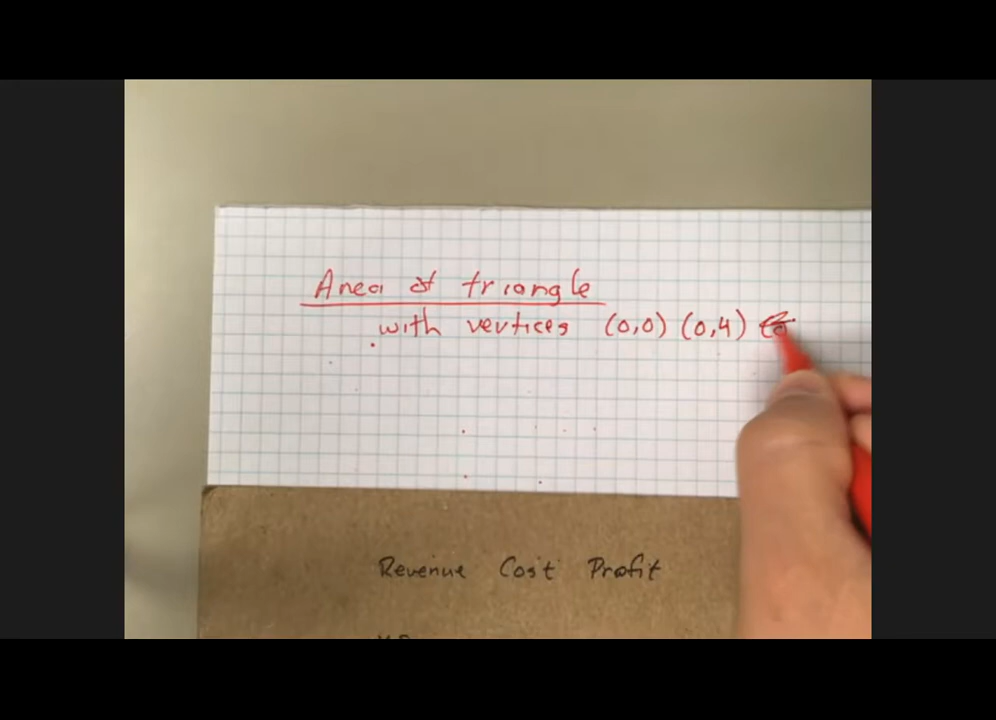 Area of triangle
with vertices (0,0) (0,4)
Revenue Cost Profit